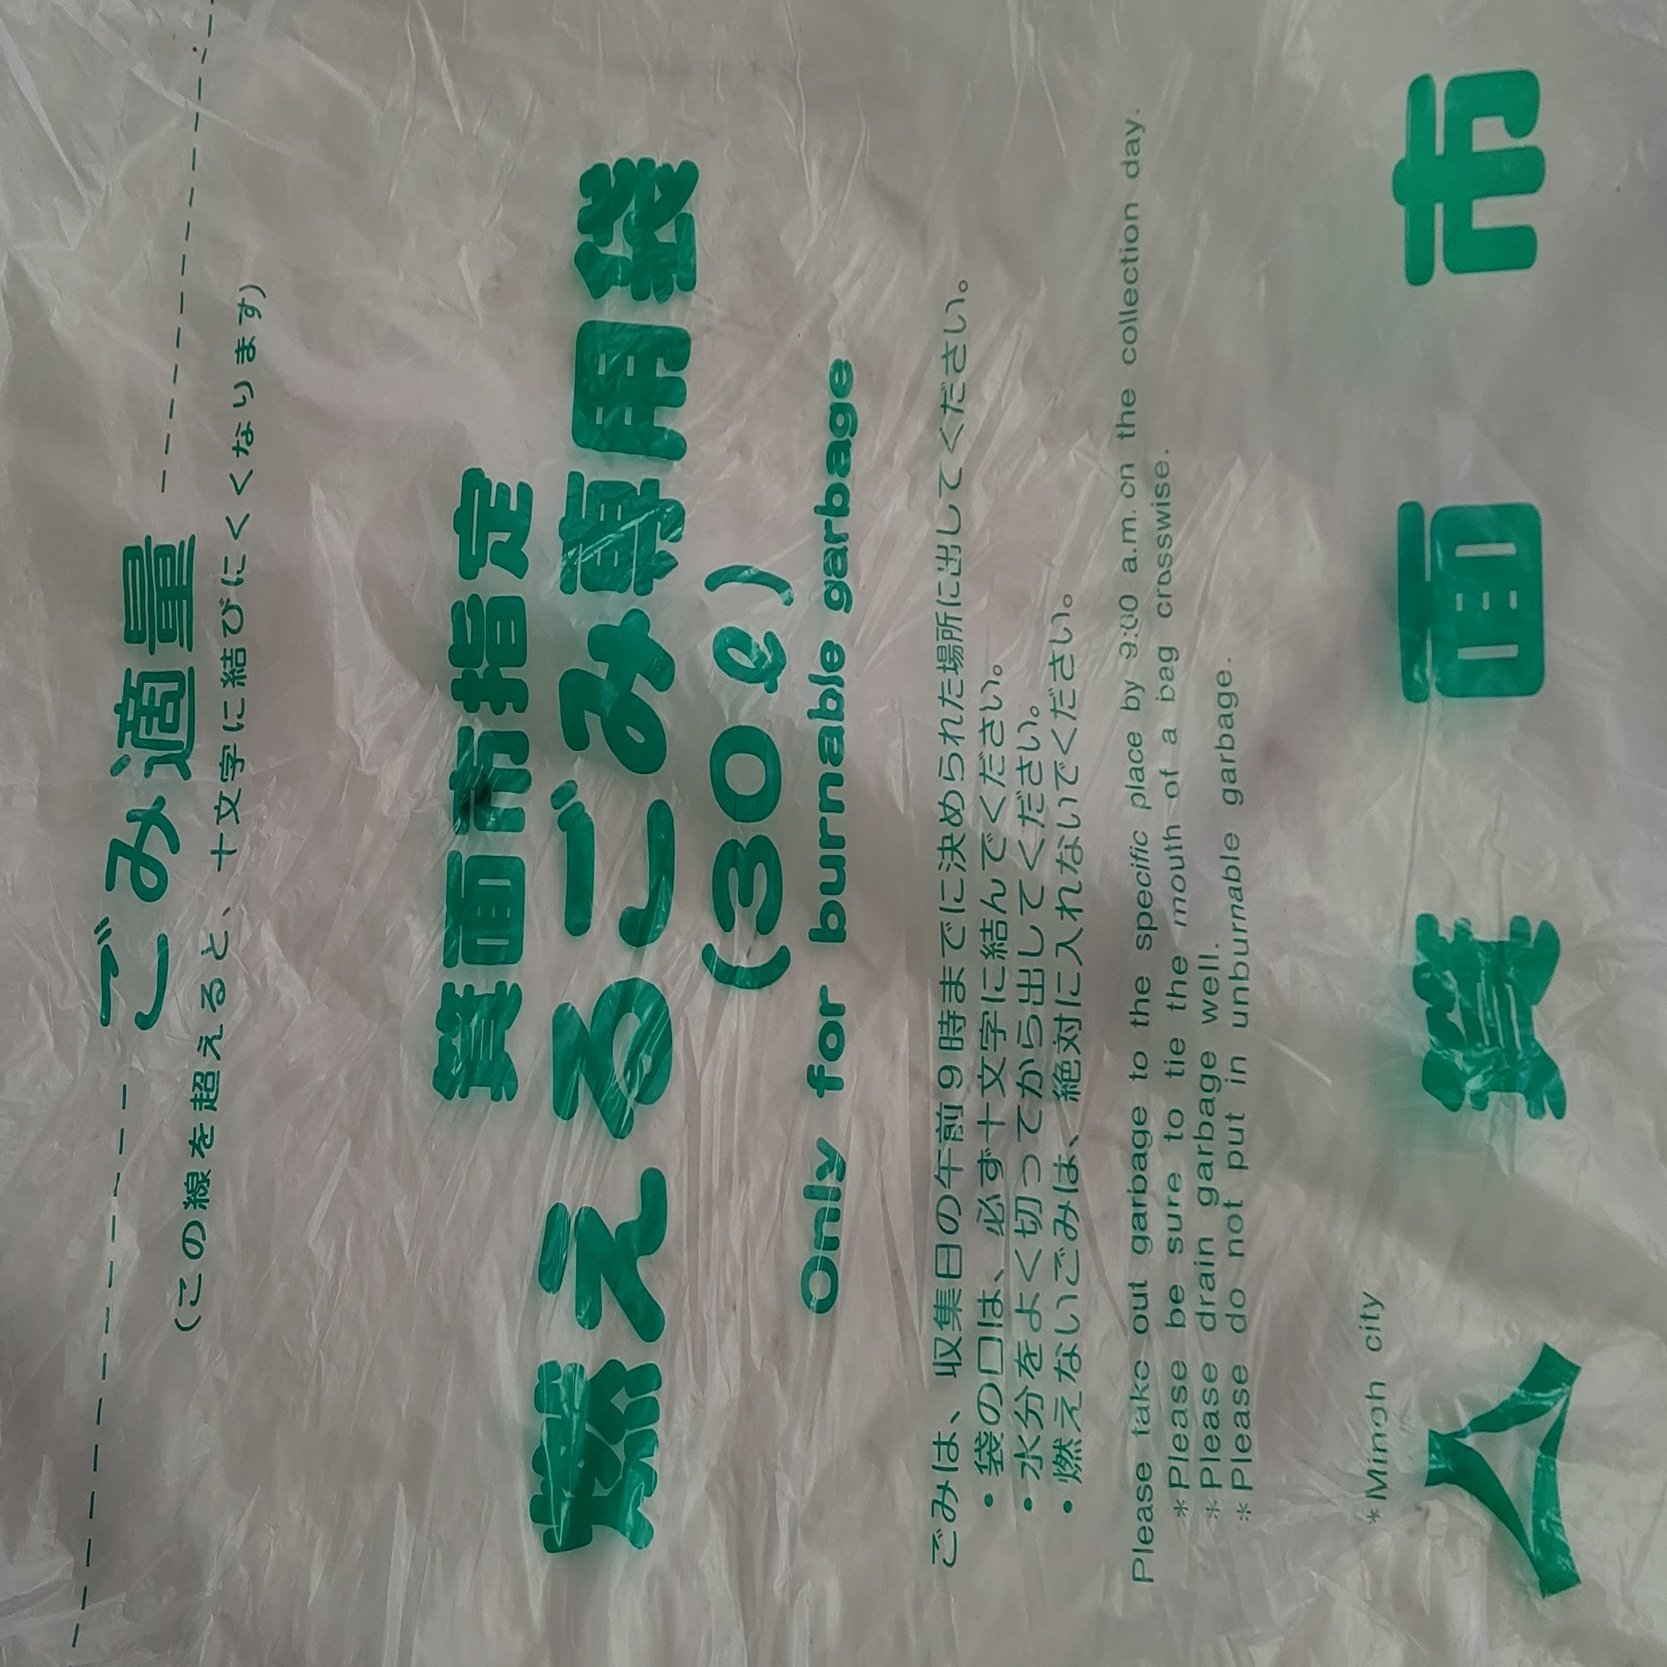 ごみ適量
(この線を超えると、十文字に結びにくくなります)
箕面市指定
燃えるごみ専用袋
(30ℓ)
Only for burnable garbage
ごみは、収集日の午前9時までに決められた場所に出してください。
・袋の口は、必ず十文字に結んでください。
・水分をよく切ってから出してください。
・燃えないごみは、絶対に入れないでください。
Please take out garbage to the specific place by 9:00 a.m. on the collection day.
*Please be sure to tie the mouth of a bag crosswise.
*Please drain garbage well.
*Please do not put in unburnable garbage.
*Minoh city
箕面市